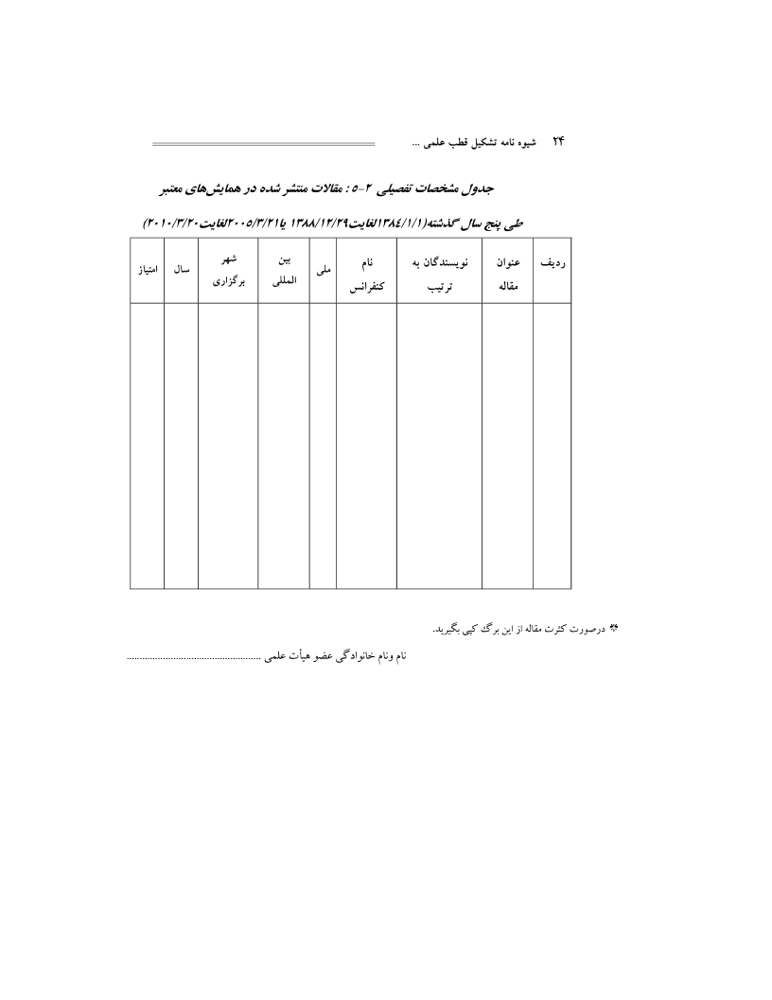 ۲۴ شیوه نامه تشکیل قطب علمی ...
جدول مشخصات تفصیلی ۲-۵ : مقالات منتشر شده در همایش‌های معتبر
طی پنج سال گذشته(۱۳۸٤/۱/۱لغایت۱۳۸۸/۱۲/۲۹ یا۲۰۰۵/۳/۲۱لغایت۲۰۱۰/۳/۲۰)
ردیف
عنوان
مقاله
نویسندگان به
ترتیب
نام
کنفرانس
ملی
بین
المللی
شهر
برگزاری
سال
امتیاز
* درصورت کثرت مقاله از این برگ کپی بگیرید.
نام ونام خانوادگی عضو هیأت علمی ....................................................